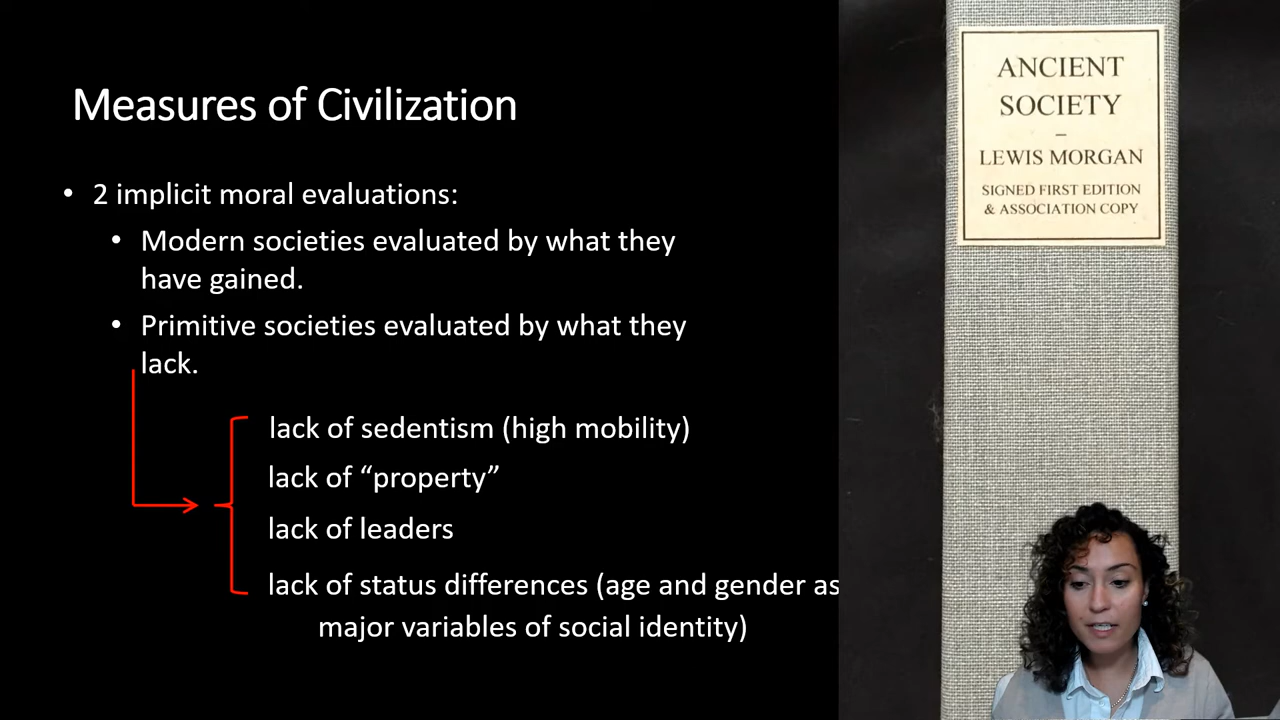 Measures of Civilization
• 2 implicit moral evaluations:
• Modern societies evaluated by what they
have gained.
• Primitive societies evaluated by what they
lack.
lack of sedentism (high mobility)
lack of “property”
lack of leaders
lack of status differences (age and gender as
major variables of social identity)
ANCIENT
SOCIETY
–
LEWIS MORGAN
SIGNED FIRST EDITION
& ASSOCIATION COPY